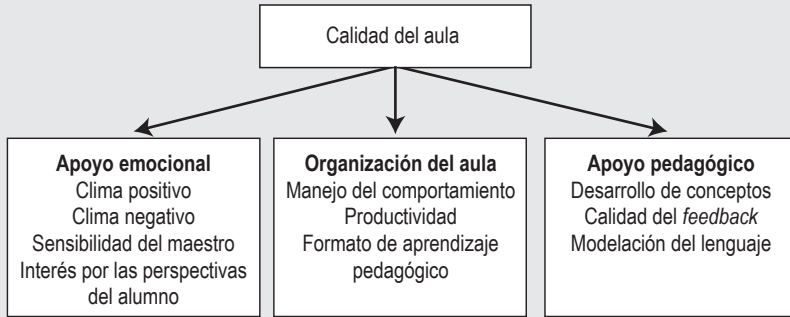 Calidad del aula
Apoyo emocional
Clima positivo
Clima negativo
Sensibilidad del maestro
Interés por las perspectivas
del alumno
Organización del aula
Manejo del comportamiento
Productividad
Formato de aprendizaje
pedagógico
Apoyo pedagógico
Desarrollo de conceptos
Calidad del feedback
Modelación del lenguaje